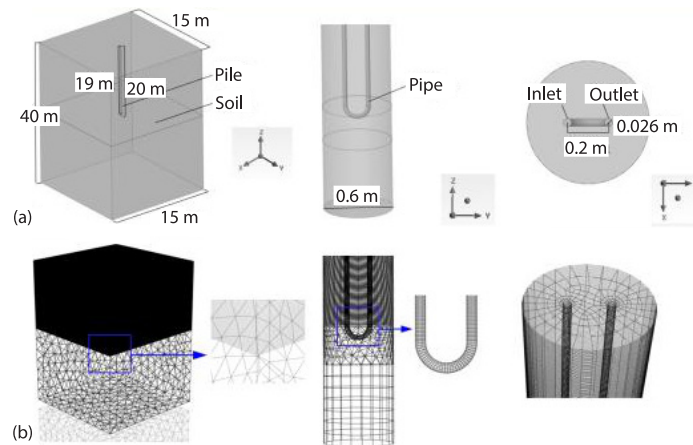 15 m
19 m
20 m
Pile
Soil
40 m
15 m
(a)
Z
X
Y
Pipe
0.6 m
Z
Y
Inlet
Outlet
0.026 m
0.2 m
X
(b)